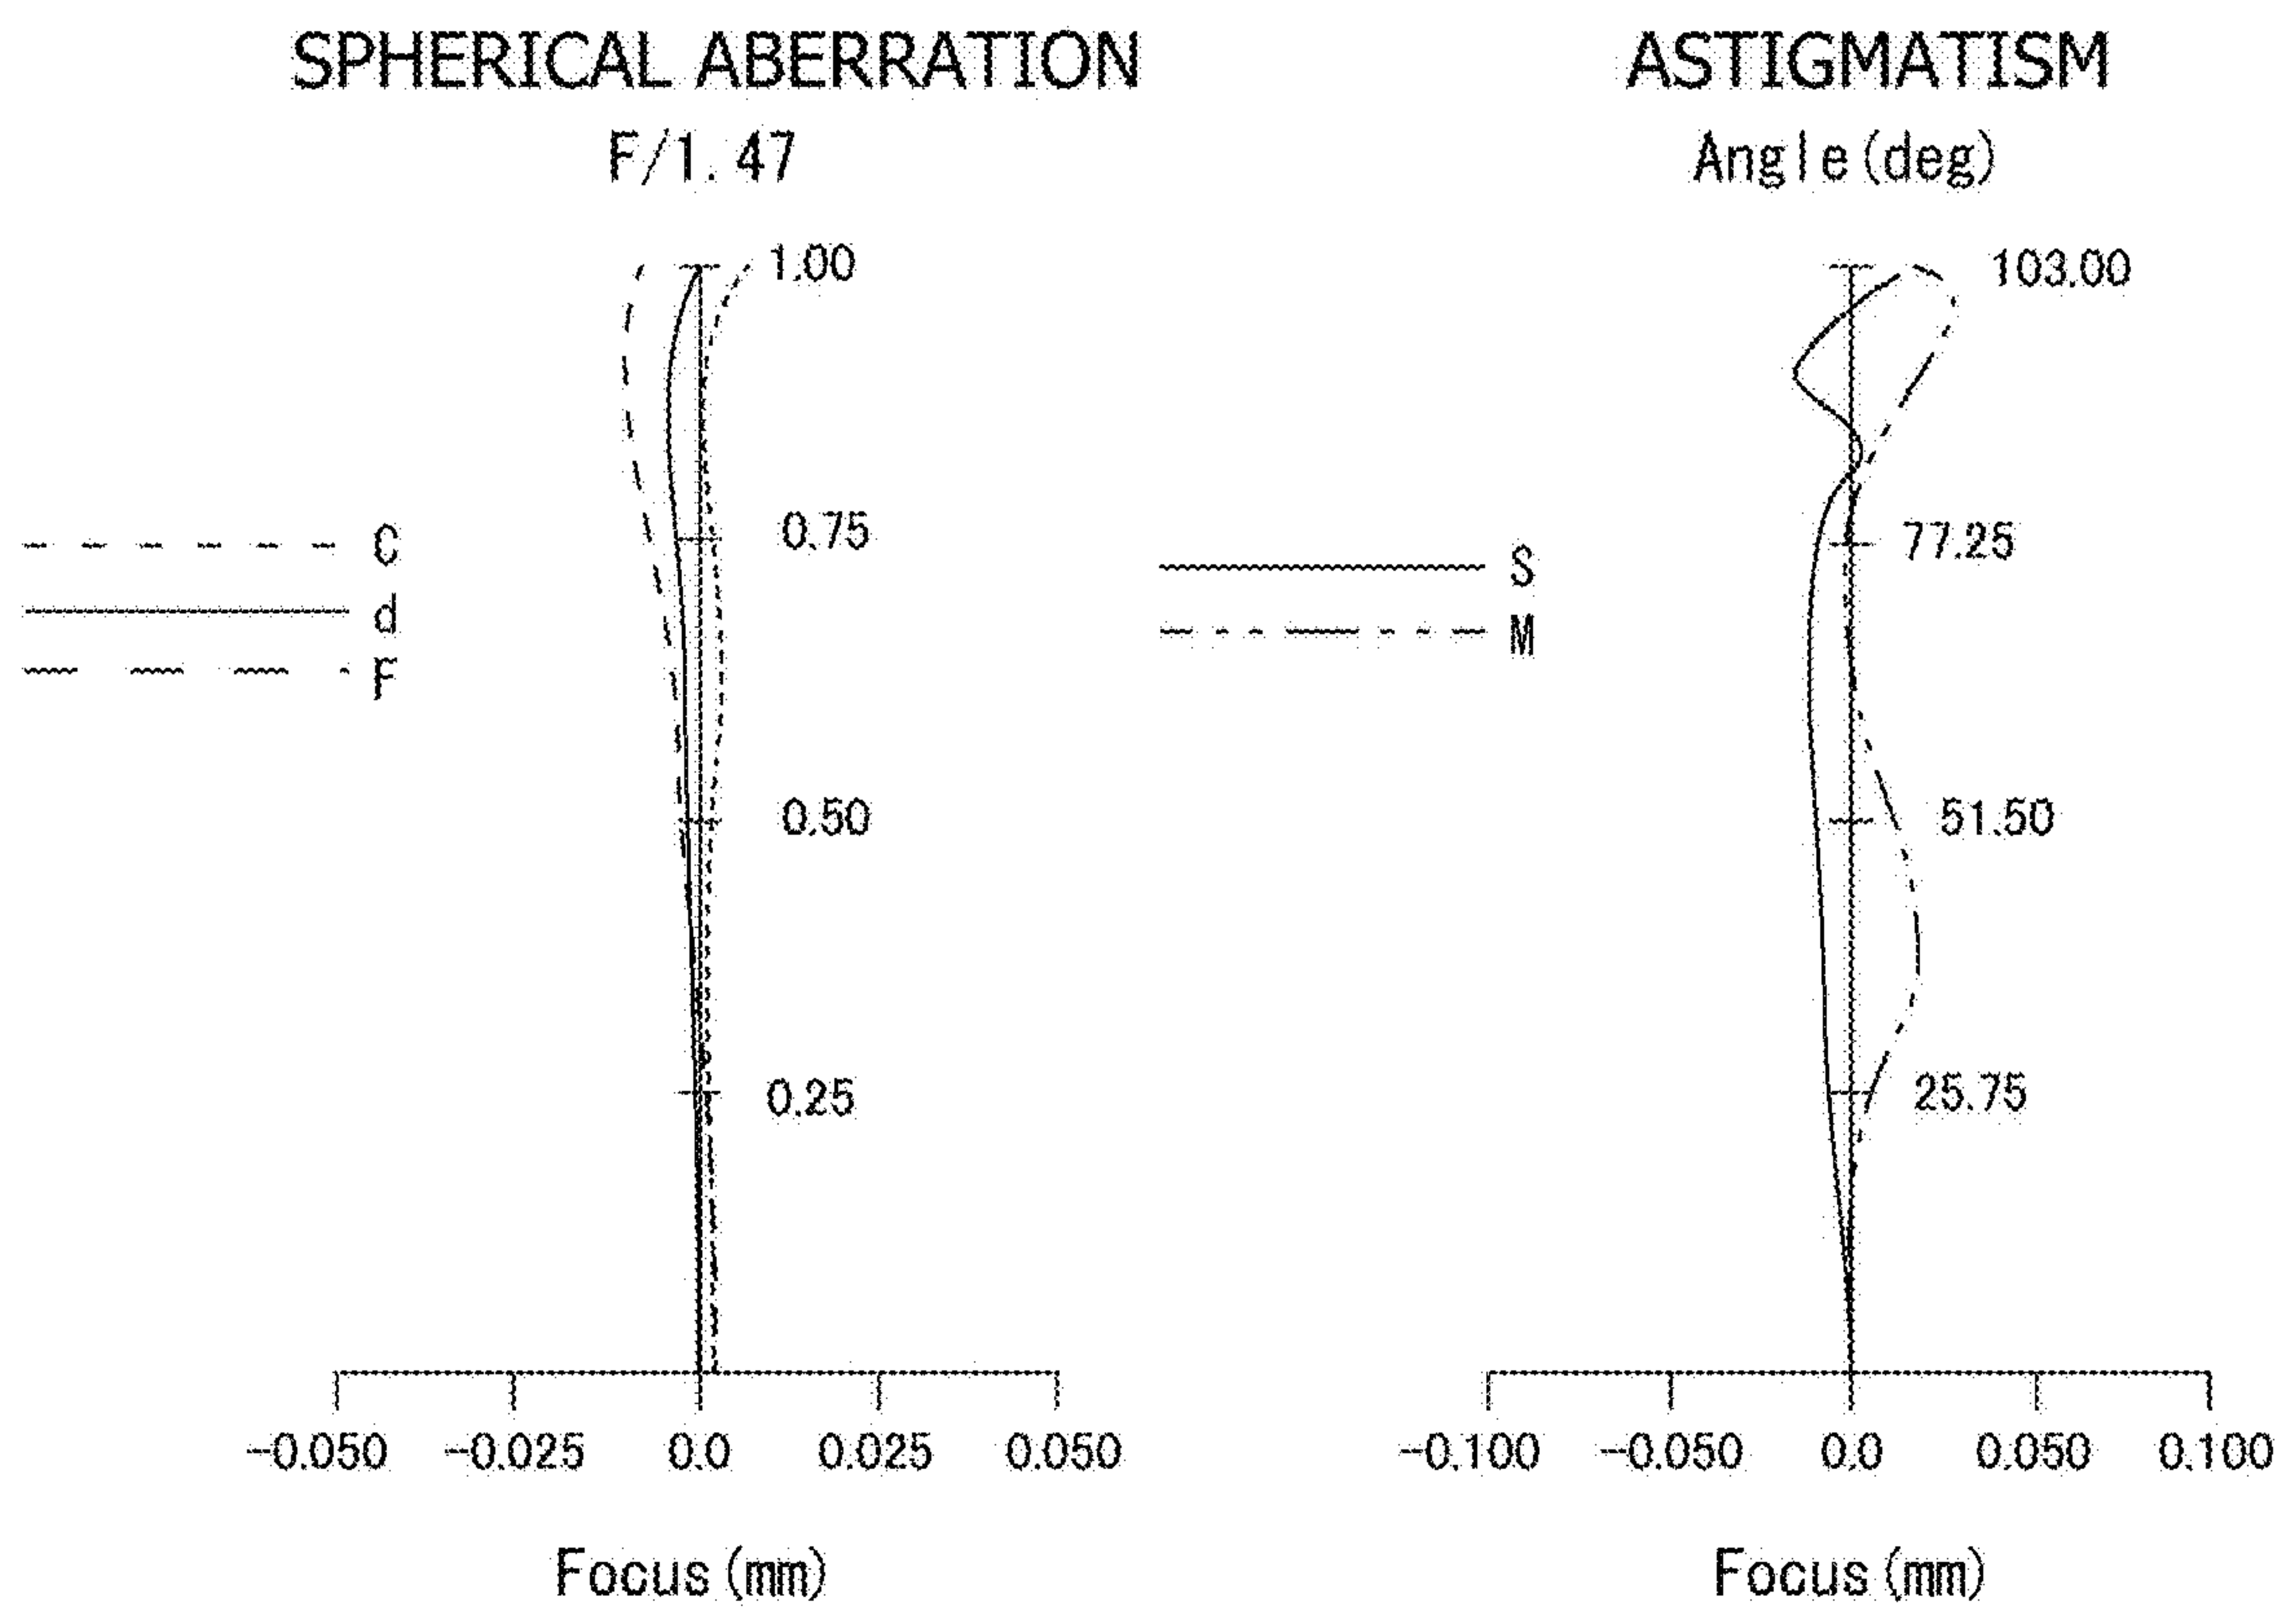 SPHERICAL ABERRATION
F/1.47
1.00
0.75
0.50
0.25
C
d
F
-0.050 -0.025 0.0 0.025 0.050
Focus (mm)
ASTIGMATISM
Angle (deg)
103.00
77.25
51.50
25.75
S
M
-0.100 -0.050 0.0 0.050 0.100
Focus (mm)